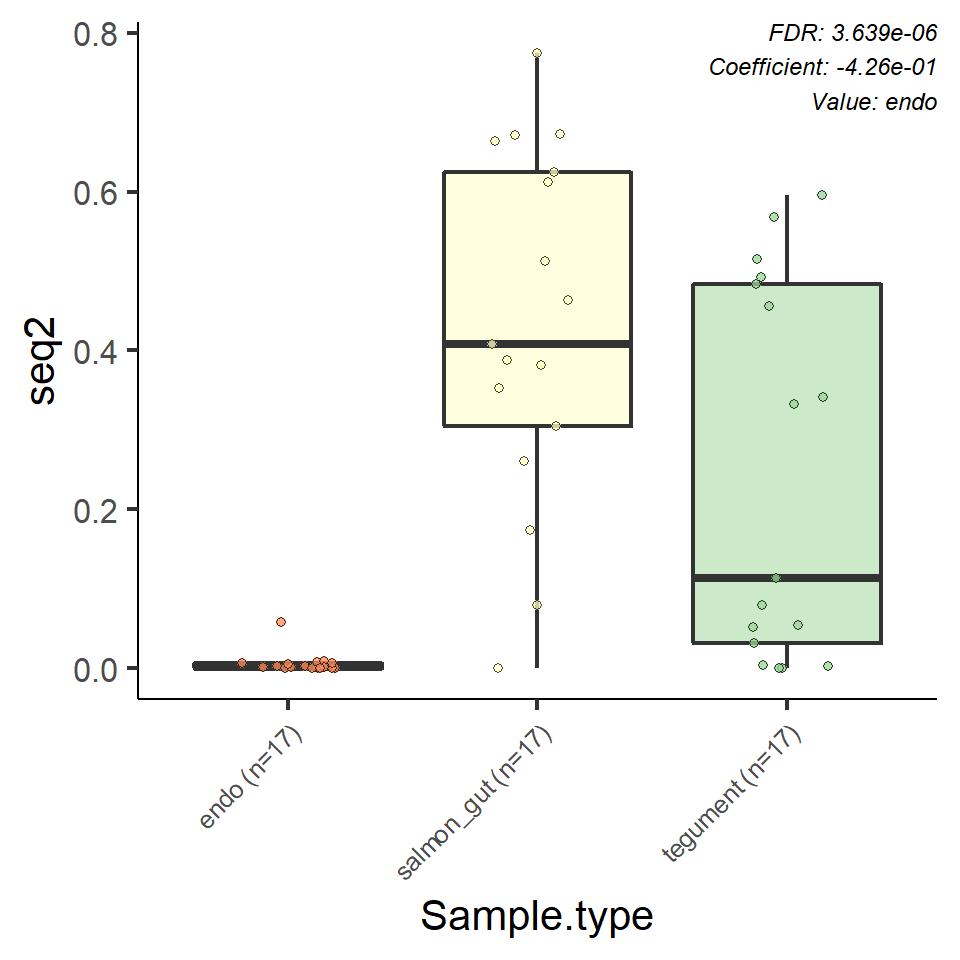 FDR: 3.639e-06
Coefficient: -4.26e-01
Value: endo
0.8
0.6
0.4
0.2
0.0
seq2
endo (n=17)
salmon_gut (n=17)
tegument (n=17)
Sample.type